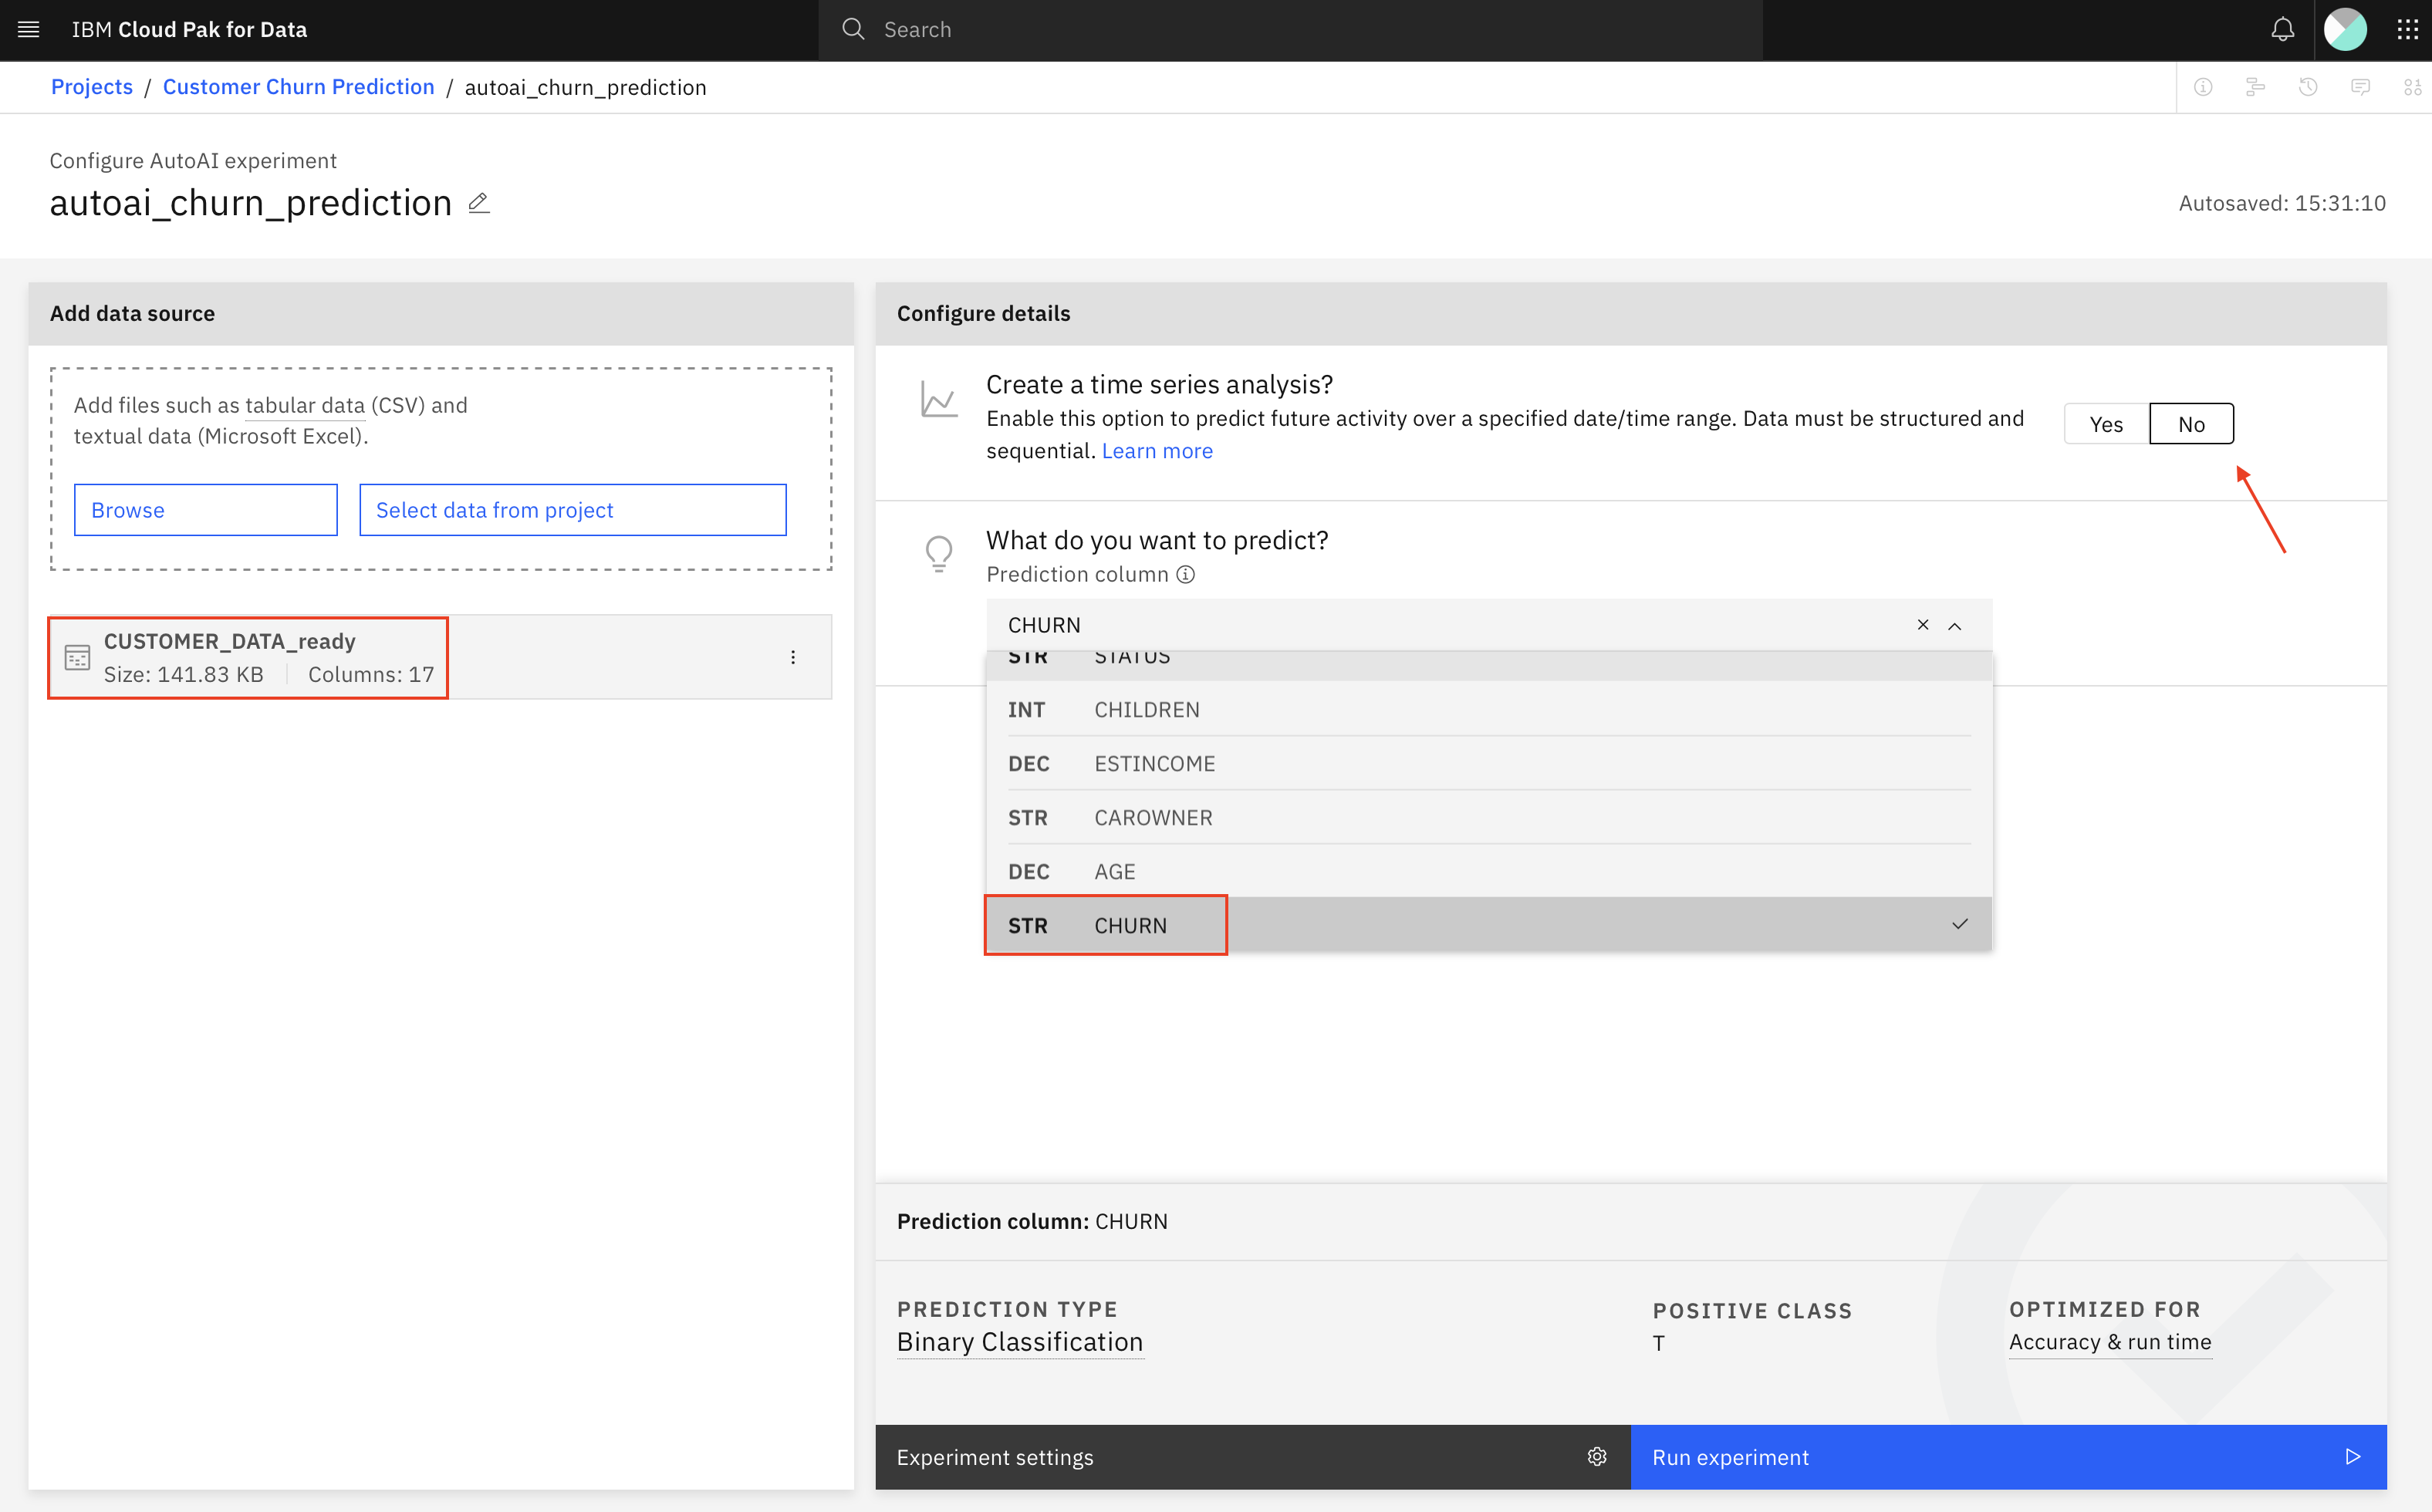 IBM Cloud Pak for Data
Search
Projects / Customer Churn Prediction / autoai_churn_prediction
Configure AutoAI experiment
autoai_churn_prediction
Autosaved: 15:31:10
Add data source
Add files such as tabular data (CSV) and
textual data (Microsoft Excel).
Browse
Select data from project
CUSTOMER_DATA_ready
Size: 141.83 KB
Columns: 17
Configure details
Create a time series analysis?
Enable this option to predict future activity over a specified date/time range. Data must be structured and
sequential. Learn more
Yes
No
What do you want to predict?
Prediction column
CHURN
STR STATUS
INT CHILDREN
DEC ESTINCOME
STR CAROWNER
DEC AGE
STR CHURN
Prediction column: CHURN
PREDICTION TYPE
Binary Classification
POSITIVE CLASS
T
OPTIMIZED FOR
Accuracy & run time
Experiment settings
Run experiment